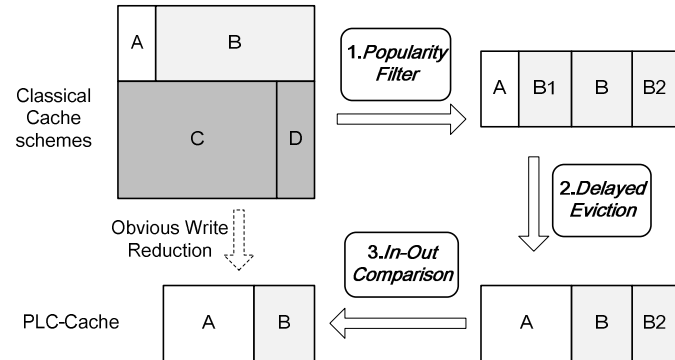 A
B
C
D
Classical
Cache
schemes
1.Popularity
Filter
A
B1
B
B2
2.Delayed
Eviction
Obvious Write
Reduction
3.In-Out
Comparison
PLC-Cache
A
B
A
B
B2